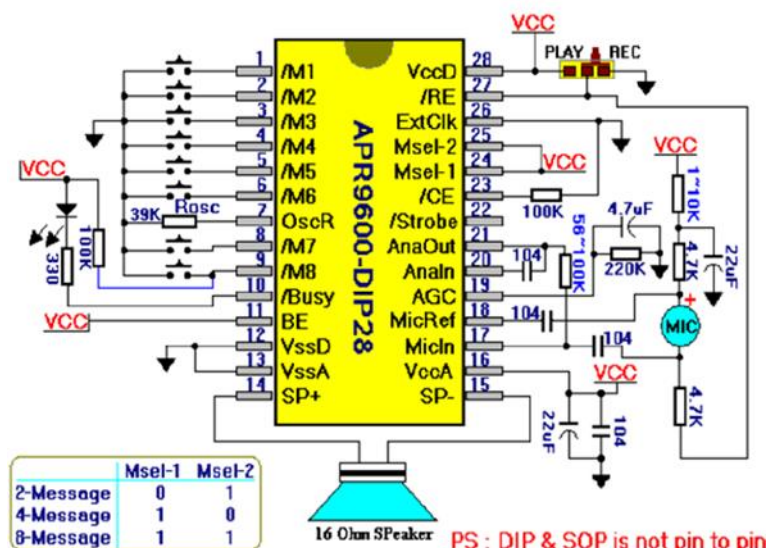 VCC
PLAY REC
1 /M1
2 /M2
3 /M3
4 /M4
5 /M5
6 /M6
7 OscR
8 /M7
9 /M8
10 /Busy
11 BE
12 VssD
13 VssA
14 SP+
APR9600-DIP28
VccD 28
/RE 27
ExtClk 26
Msel-2 25
Msel-1 24
/CE 23
/Strobe 22
AnaOut 21
AnaIn 20
AGC 19
MicRef 18
MicIn 17
VccA 16
SP- 15
VCC
39K Rosc
100K
330
VCC
VCC
100K
104
56~100K
4.7uF
220K
VCC
1~10K
4.7K
22uF
+
MIC
104
104
4.7K
VCC
22uF
104
Msel-1 Msel-2
2-Message 0 1
4-Message 1 0
8-Message 1 1
16 Ohm SPeaker
PS : DIP & SOP is not pin to pin